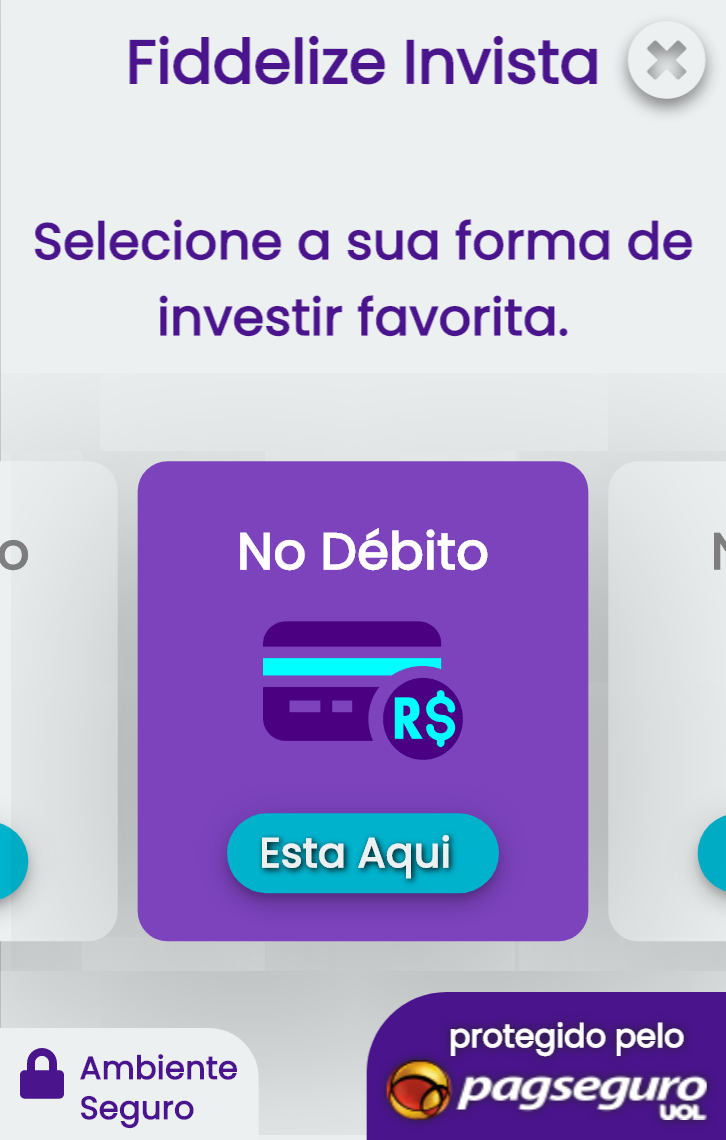 Fiddelize Invista
Selecione a sua forma de
investir favorita.
o
No Débito
R$
Esta Aqui
Ambiente
Seguro
protegido pelo
pagseguro
UOL